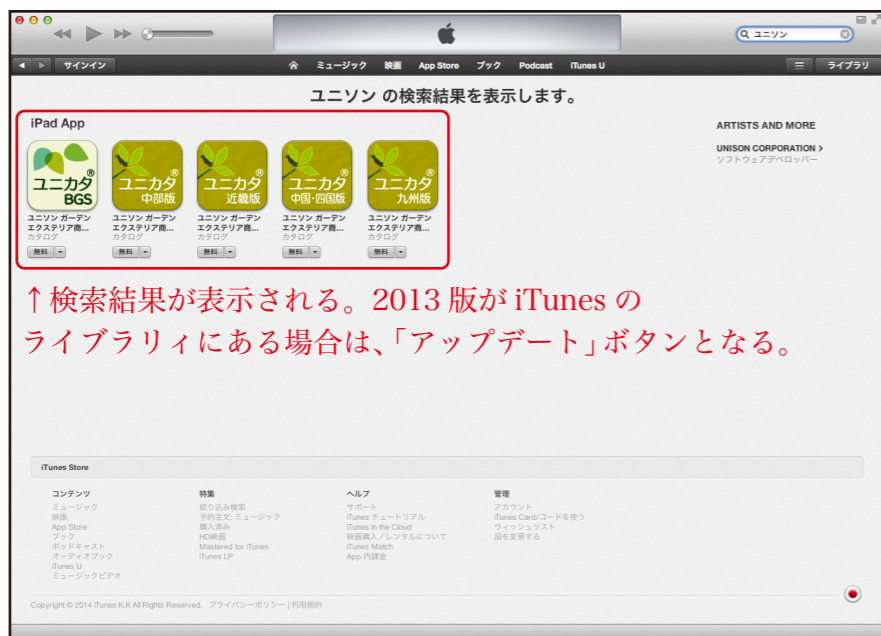 ユニソン
サインイン
ミュージック 映画 App Store ブック Podcast iTunes U
ライブラリ
ユニソン の検索結果を表示します。
iPad App
ユニカタ® BGS
ユニソン ガーデン
エクステリア商...
カタログ
無料
ユニカタ® 中部版
ユニソン ガーデン
エクステリア商...
カタログ
無料
ユニカタ® 近畿版
ユニソン ガーデン
エクステリア商...
カタログ
無料
ユニカタ® 中国・四国版
ユニソン ガーデン
エクステリア商...
カタログ
無料
ユニカタ® 九州版
ユニソン ガーデン
エクステリア商...
カタログ
無料
ARTISTS AND MORE
UNISON CORPORATION >
ソフトウェアデベロッパー
↑検索結果が表示される。2013 版が iTunes の
ライブラリィにある場合は、「アップデート」ボタンとなる。
iTunes Store
コンテンツ
ミュージック
映画
App Store
ブック
ポッドキャスト
オーディオブック
iTunes U
ミュージックビデオ
特集
絞り込み検索
予約注文: ミュージック
購入済み
HD映画
Mastered for iTunes
iTunes LP
ヘルプ
サポート
iTunes チュートリアル
iTunes in the Cloud
映画購入／レンタルについて
iTunes Match
App 内課金
管理
アカウント
iTunes Card/コードを使う
ウィッシュリスト
国を変更する
Copyright © 2014 iTunes K.K All Rights Reserved. プライバシーポリシー | 利用規約